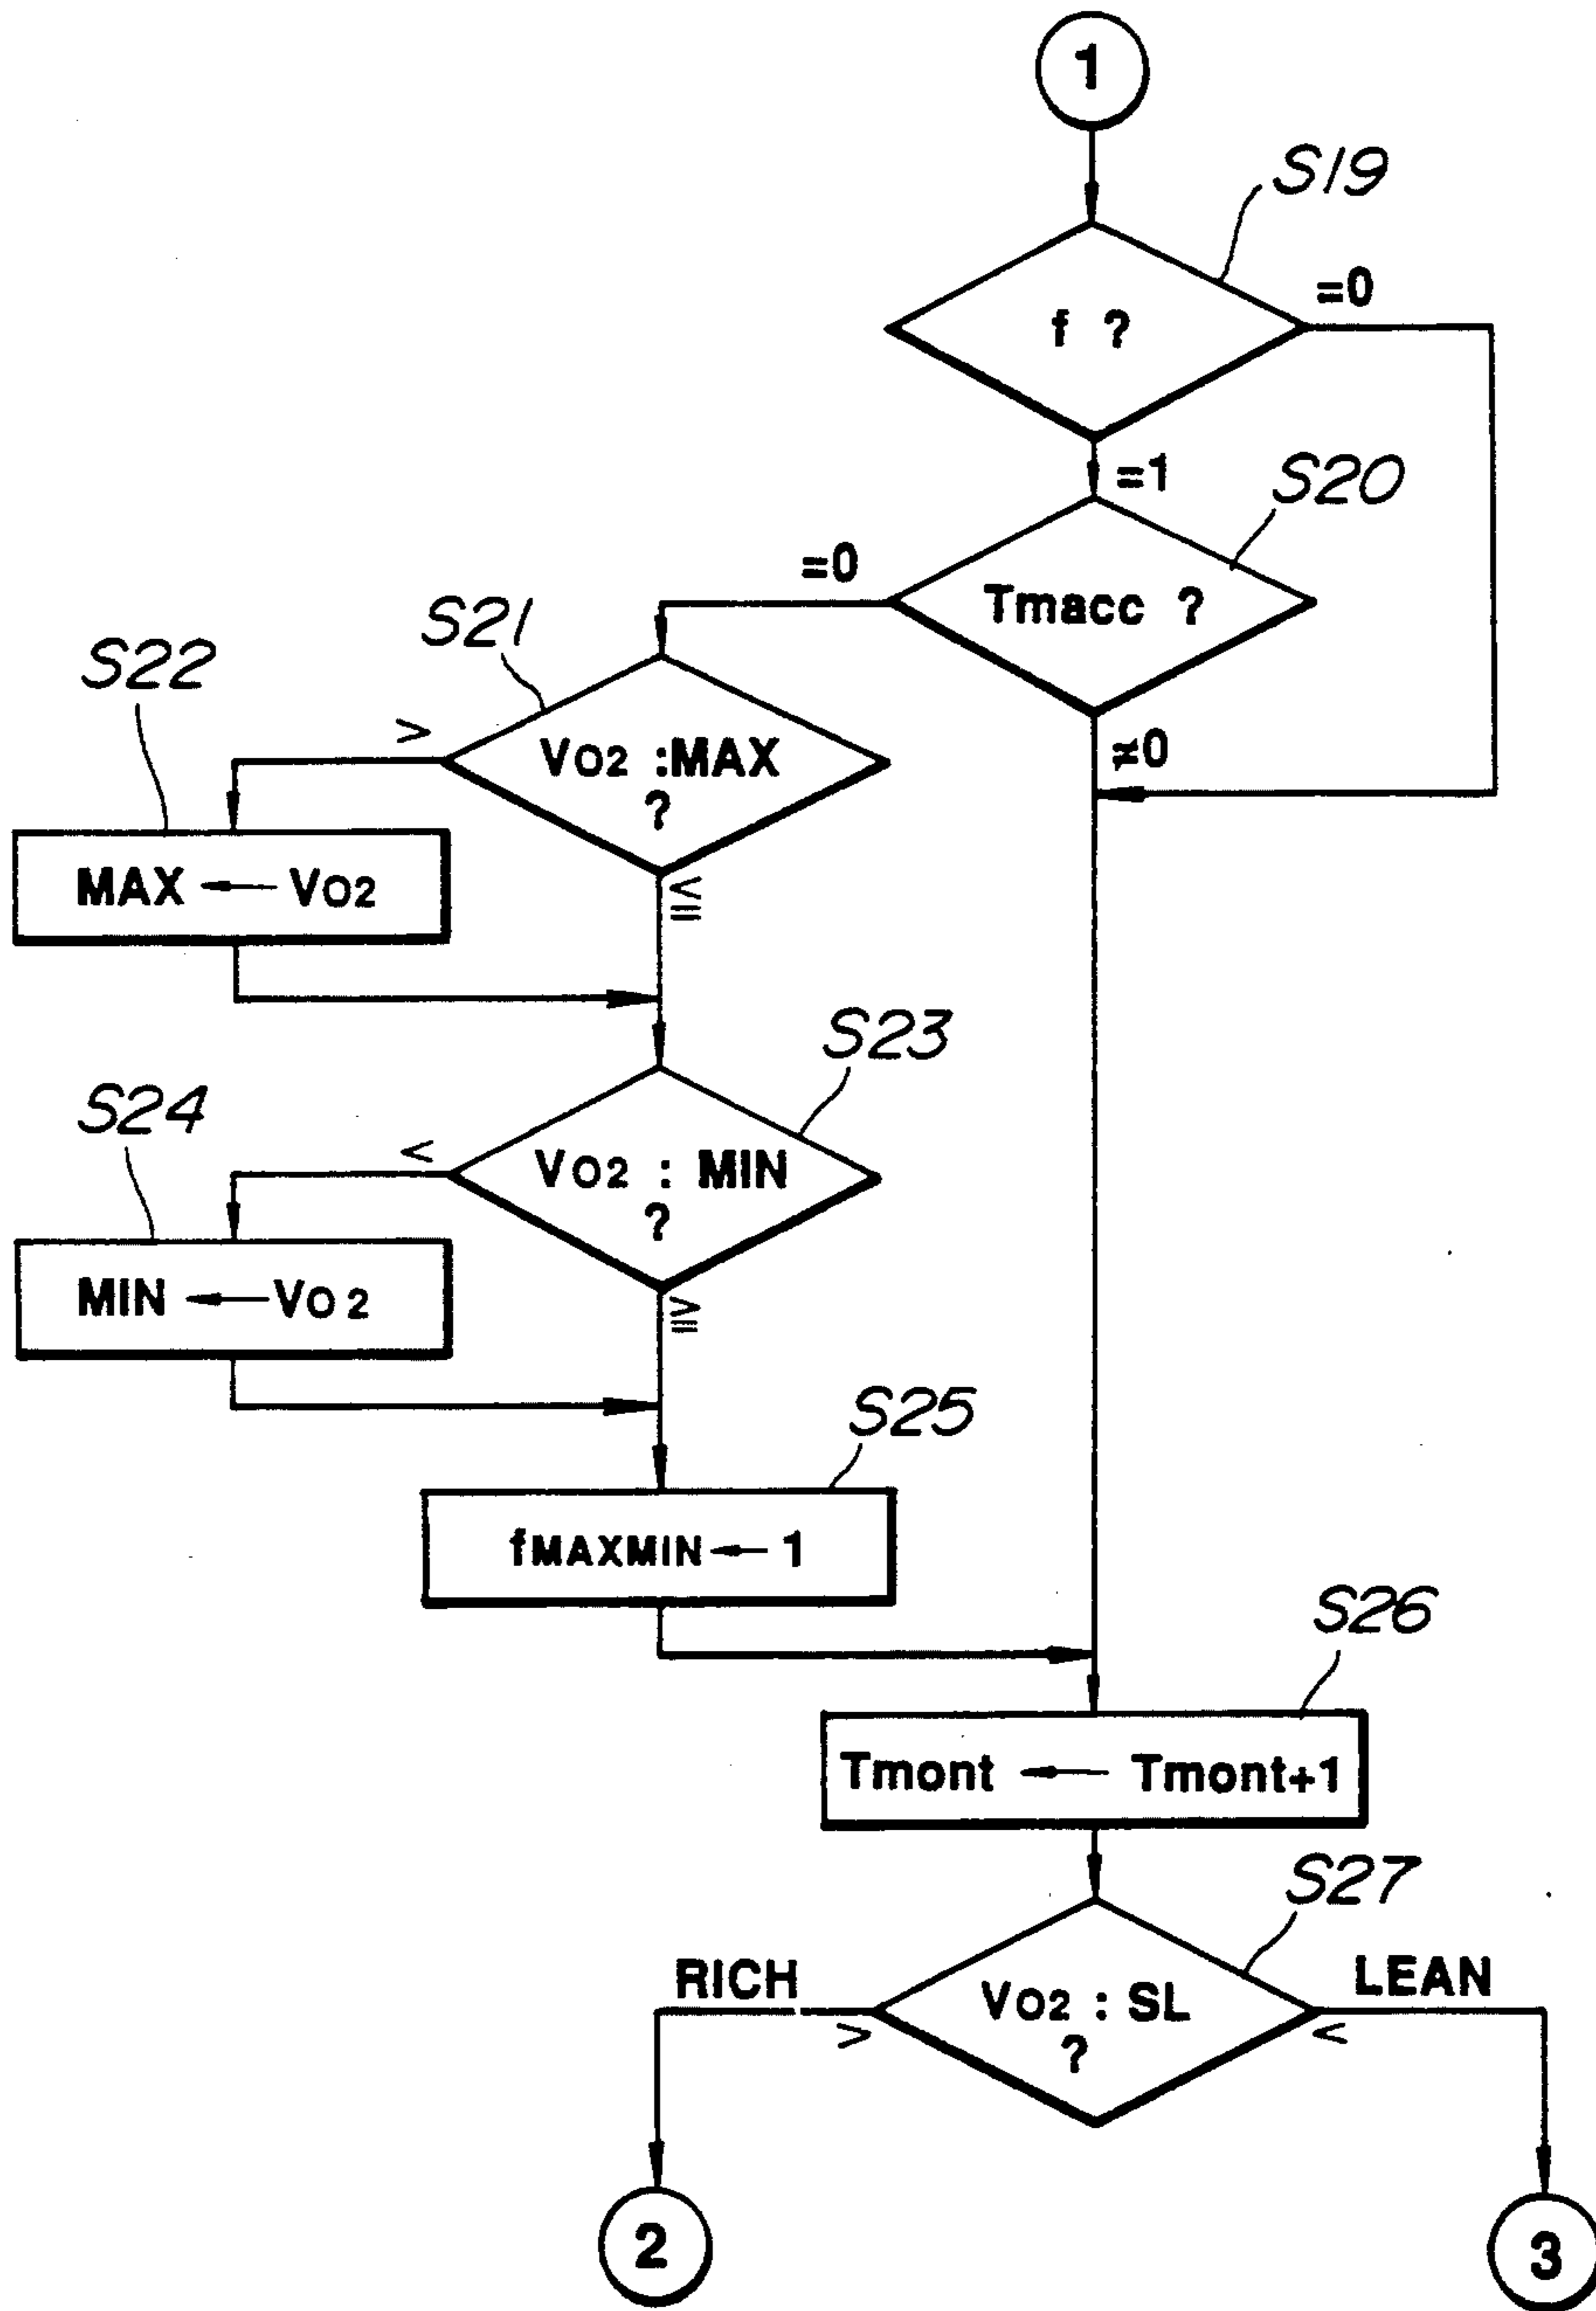 1
S19
=0
f ?
=1
S20
=0
Tmacc ?
S21
S22
>
≠0
VO2 :MAX
?
MAX ← VO2
≦
S23
S24
<
VO2 : MIN
?
MIN ← VO2
≧
S25
fMAXMIN ← 1
S26
Tmont ← Tmont+1
S27
RICH
LEAN
VO2 : SL
>
<
?
2
3